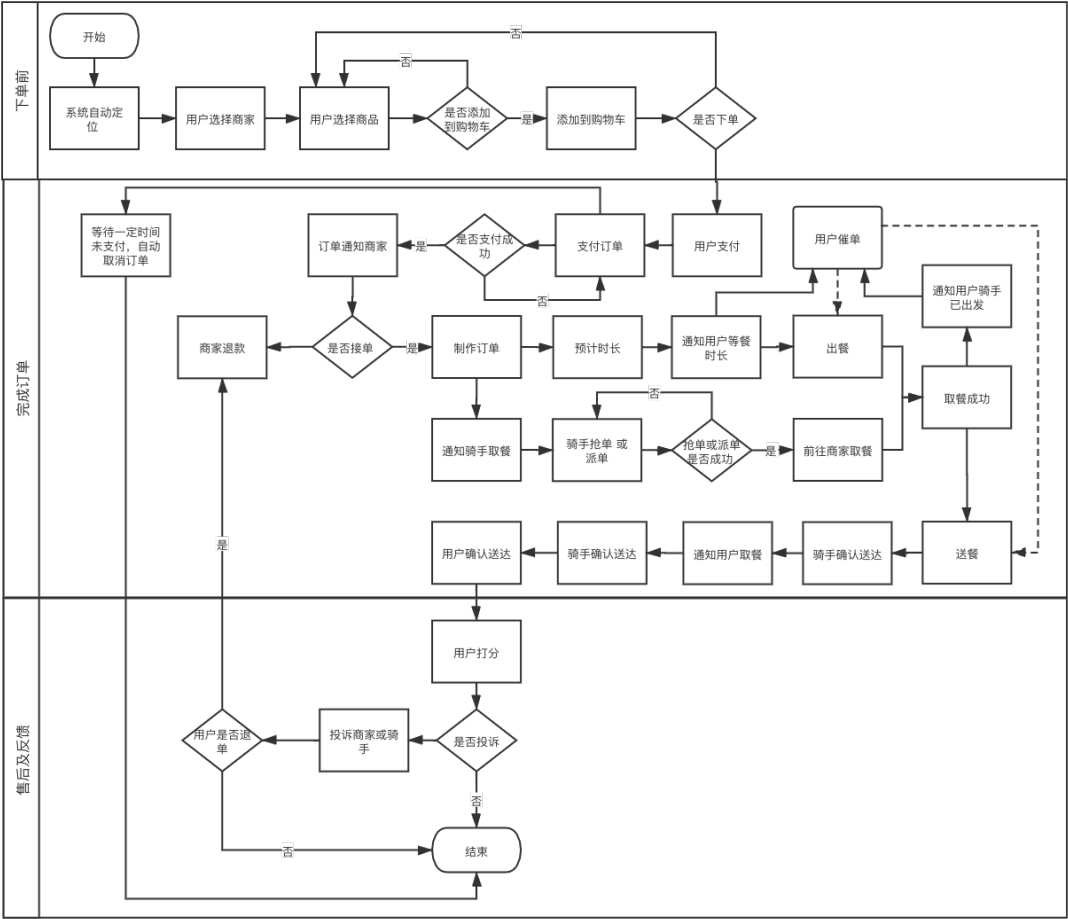 下单前
开始
否
否
系统自动定
位
用户选择商家
用户选择商品
是否添加
到购物车
是
添加到购物车
是否下单
完成订单
等待一定时间
未支付，自动
取消订单
订单通知商家
是
是否支付成
功
支付订单
用户支付
用户催单
否
通知用户骑手
已出发
商家退款
是否接单
是
制作订单
预计时长
通知用户等餐
时长
出餐
取餐成功
否
通知骑手取餐
骑手抢单 或
派单
抢单或派单
是否成功
是
前往商家取餐
是
用户确认送达
骑手确认送达
通知用户取餐
骑手确认送达
送餐
售后及反馈
用户打分
用户是否退
单
投诉商家或骑
手
是否投诉
否
否
结束